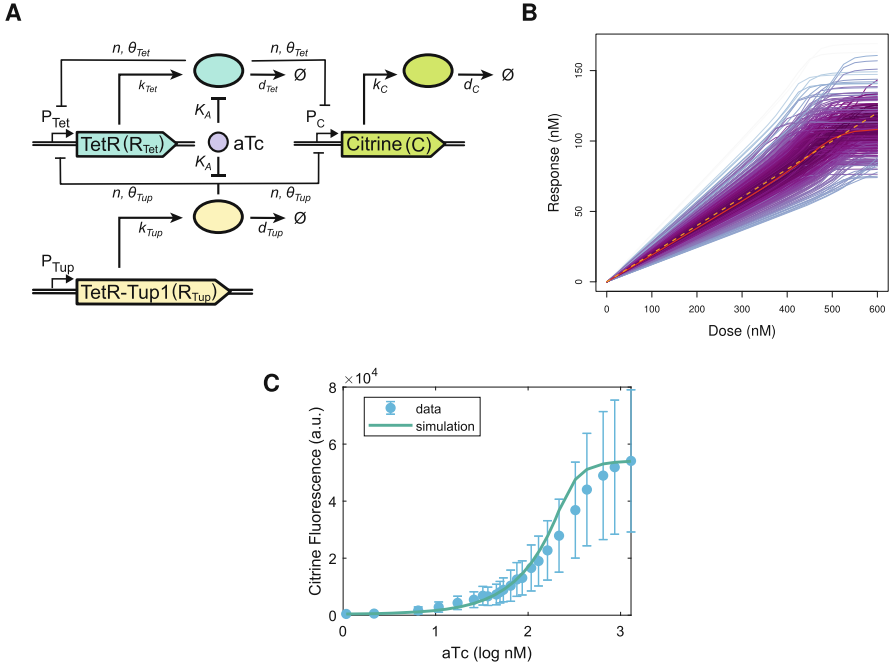 A
n, θTet
n, θTet
kTet
dTet
Ø
kC
dC
Ø
PTet
KA
PC
TetR (RTet)
aTc
Citrine (C)
KA
n, θTup
n, θTup
kTup
dTup
Ø
PTup
TetR-Tup1 (RTup)
B
Response (nM)
150
100
50
0
0 100 200 300 400 500 600
Dose (nM)
C
×10⁴
Citrine Fluorescence (a.u.)
8
6
4
2
0
data
simulation
0 1 2 3
aTc (log nM)